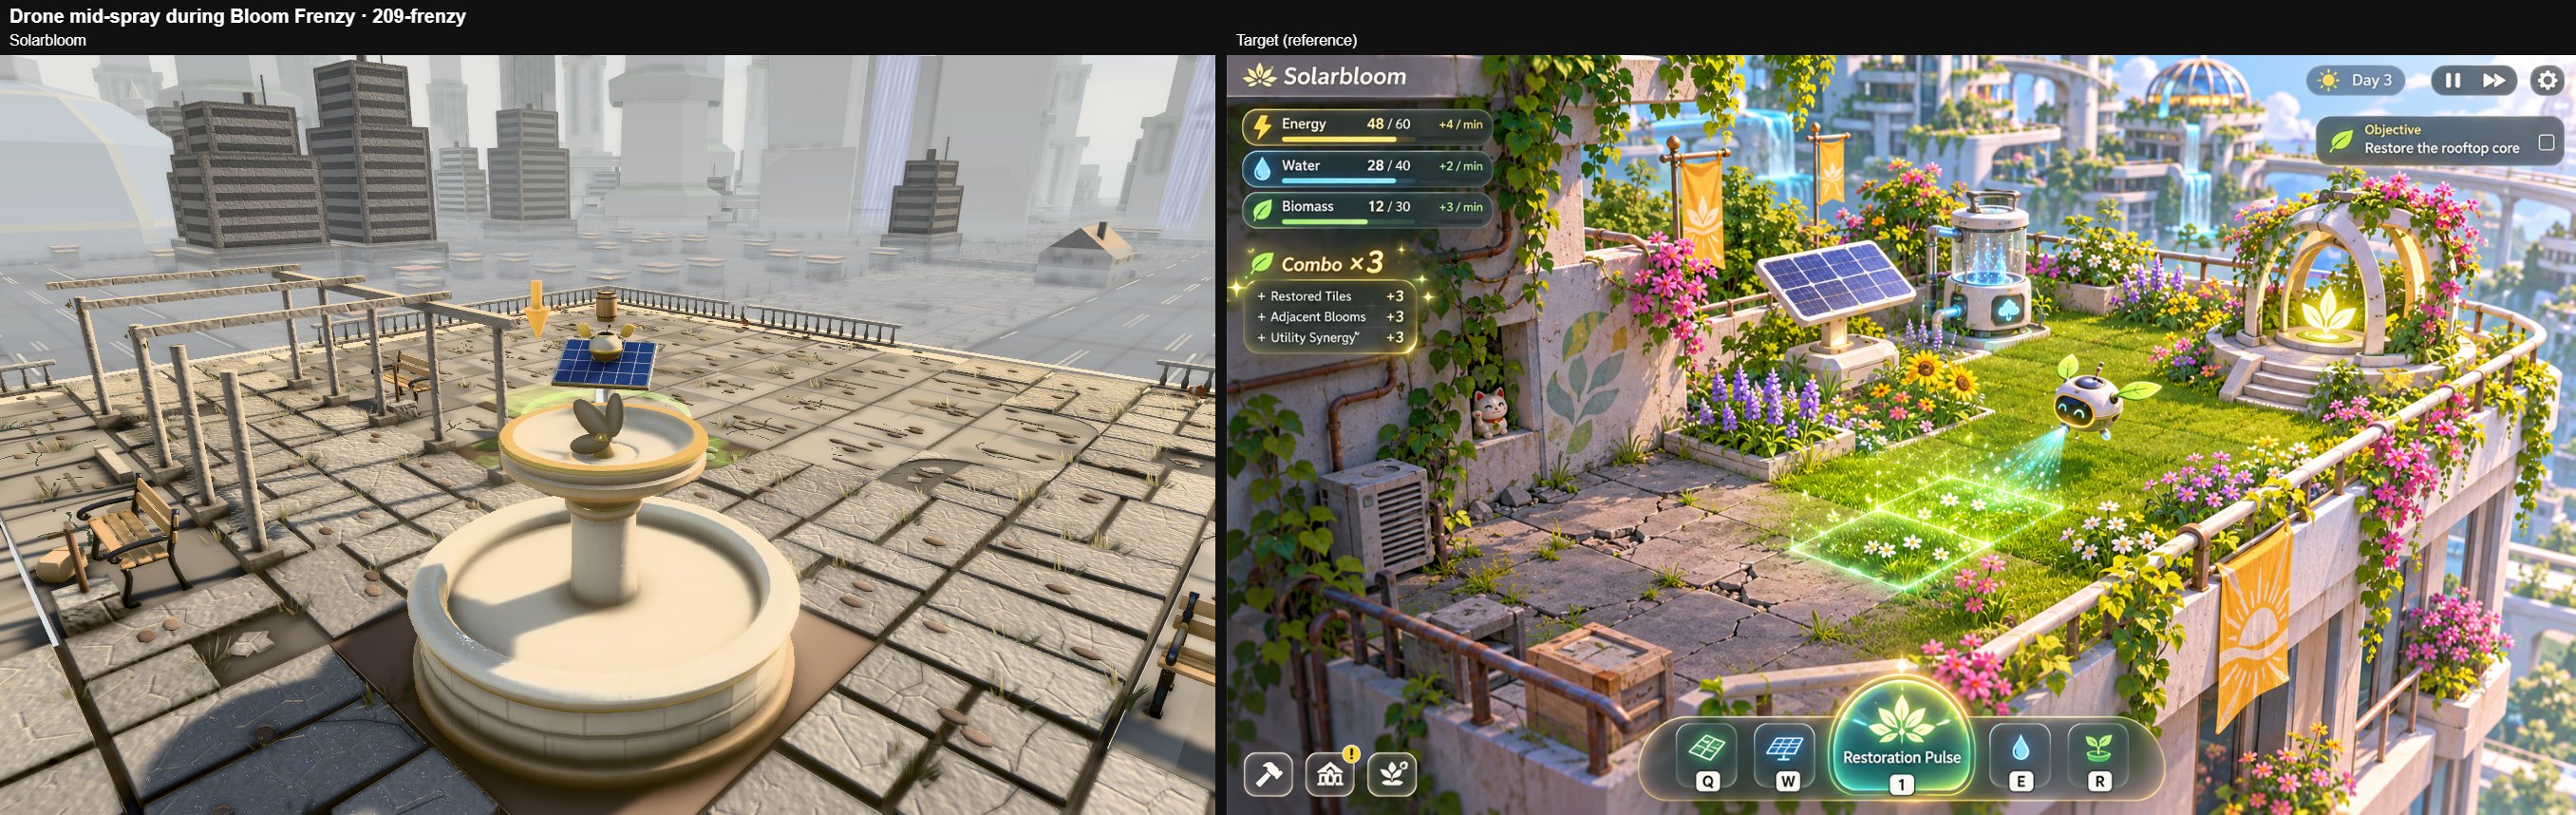 Drone mid-spray during Bloom Frenzy · 209-frenzy
Solarbloom
Target (reference)
Solarbloom
Day 3
Energy 48 / 60 +4 / min
Water 28 / 40 +2 / min
Biomass 12 / 30 +3 / min
Objective
Restore the rooftop core
Combo ×3
+ Restored Tiles +3
+ Adjacent Blooms +3
+ Utility Synergy +3
!
Restoration Pulse
Q W 1 E R